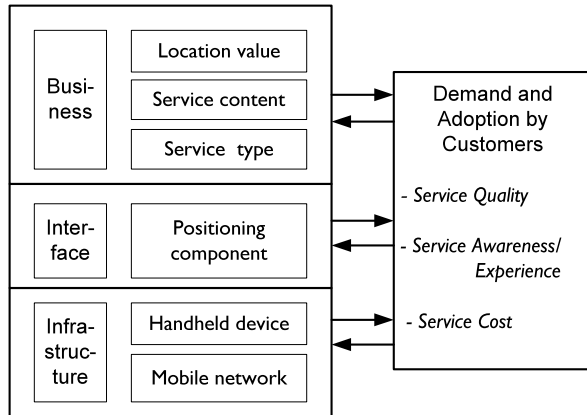 Busi-
ness
Location value
Service content
Service type
Inter-
face
Positioning
component
Infra-
struc-
ture
Handheld device
Mobile network
Demand and
Adoption by
Customers
- Service Quality
- Service Awareness/
Experience
- Service Cost